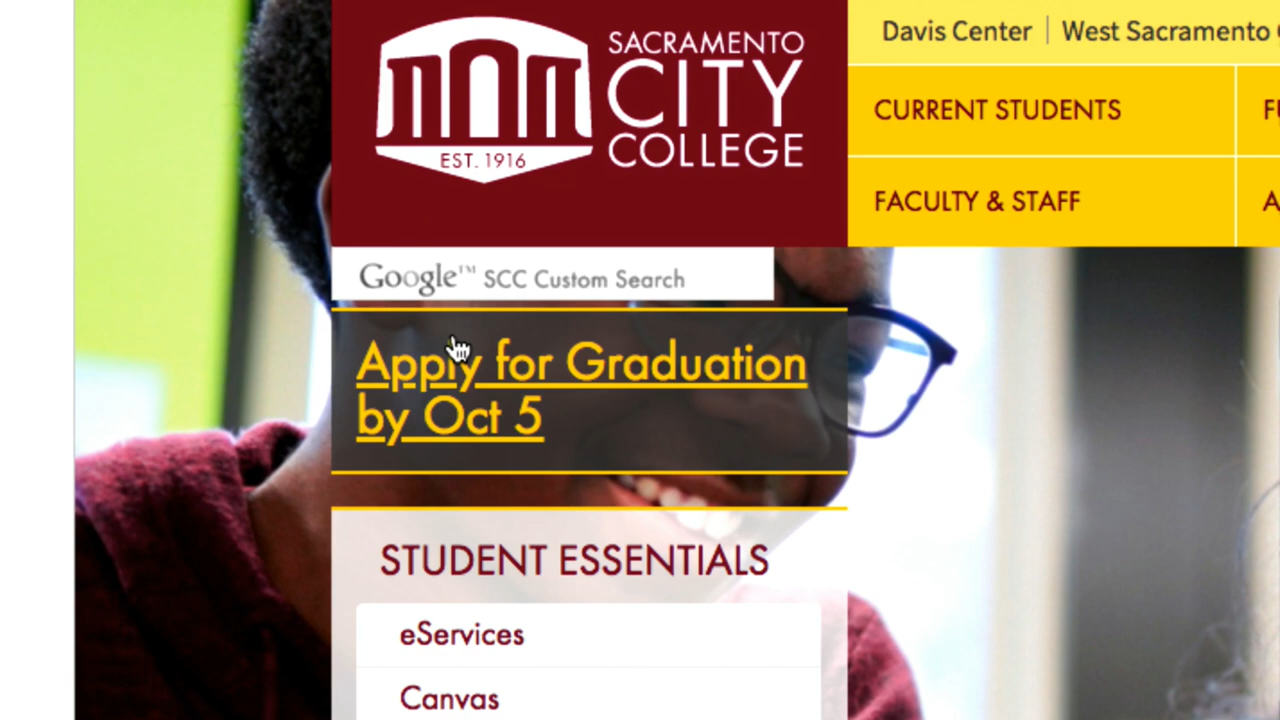 SACRAMENTO
CITY
COLLEGE
EST. 1916
Davis Center | West Sacramento
CURRENT STUDENTS
FACULTY & STAFF
Google™ SCC Custom Search
Apply for Graduation
by Oct 5
STUDENT ESSENTIALS
eServices
Canvas